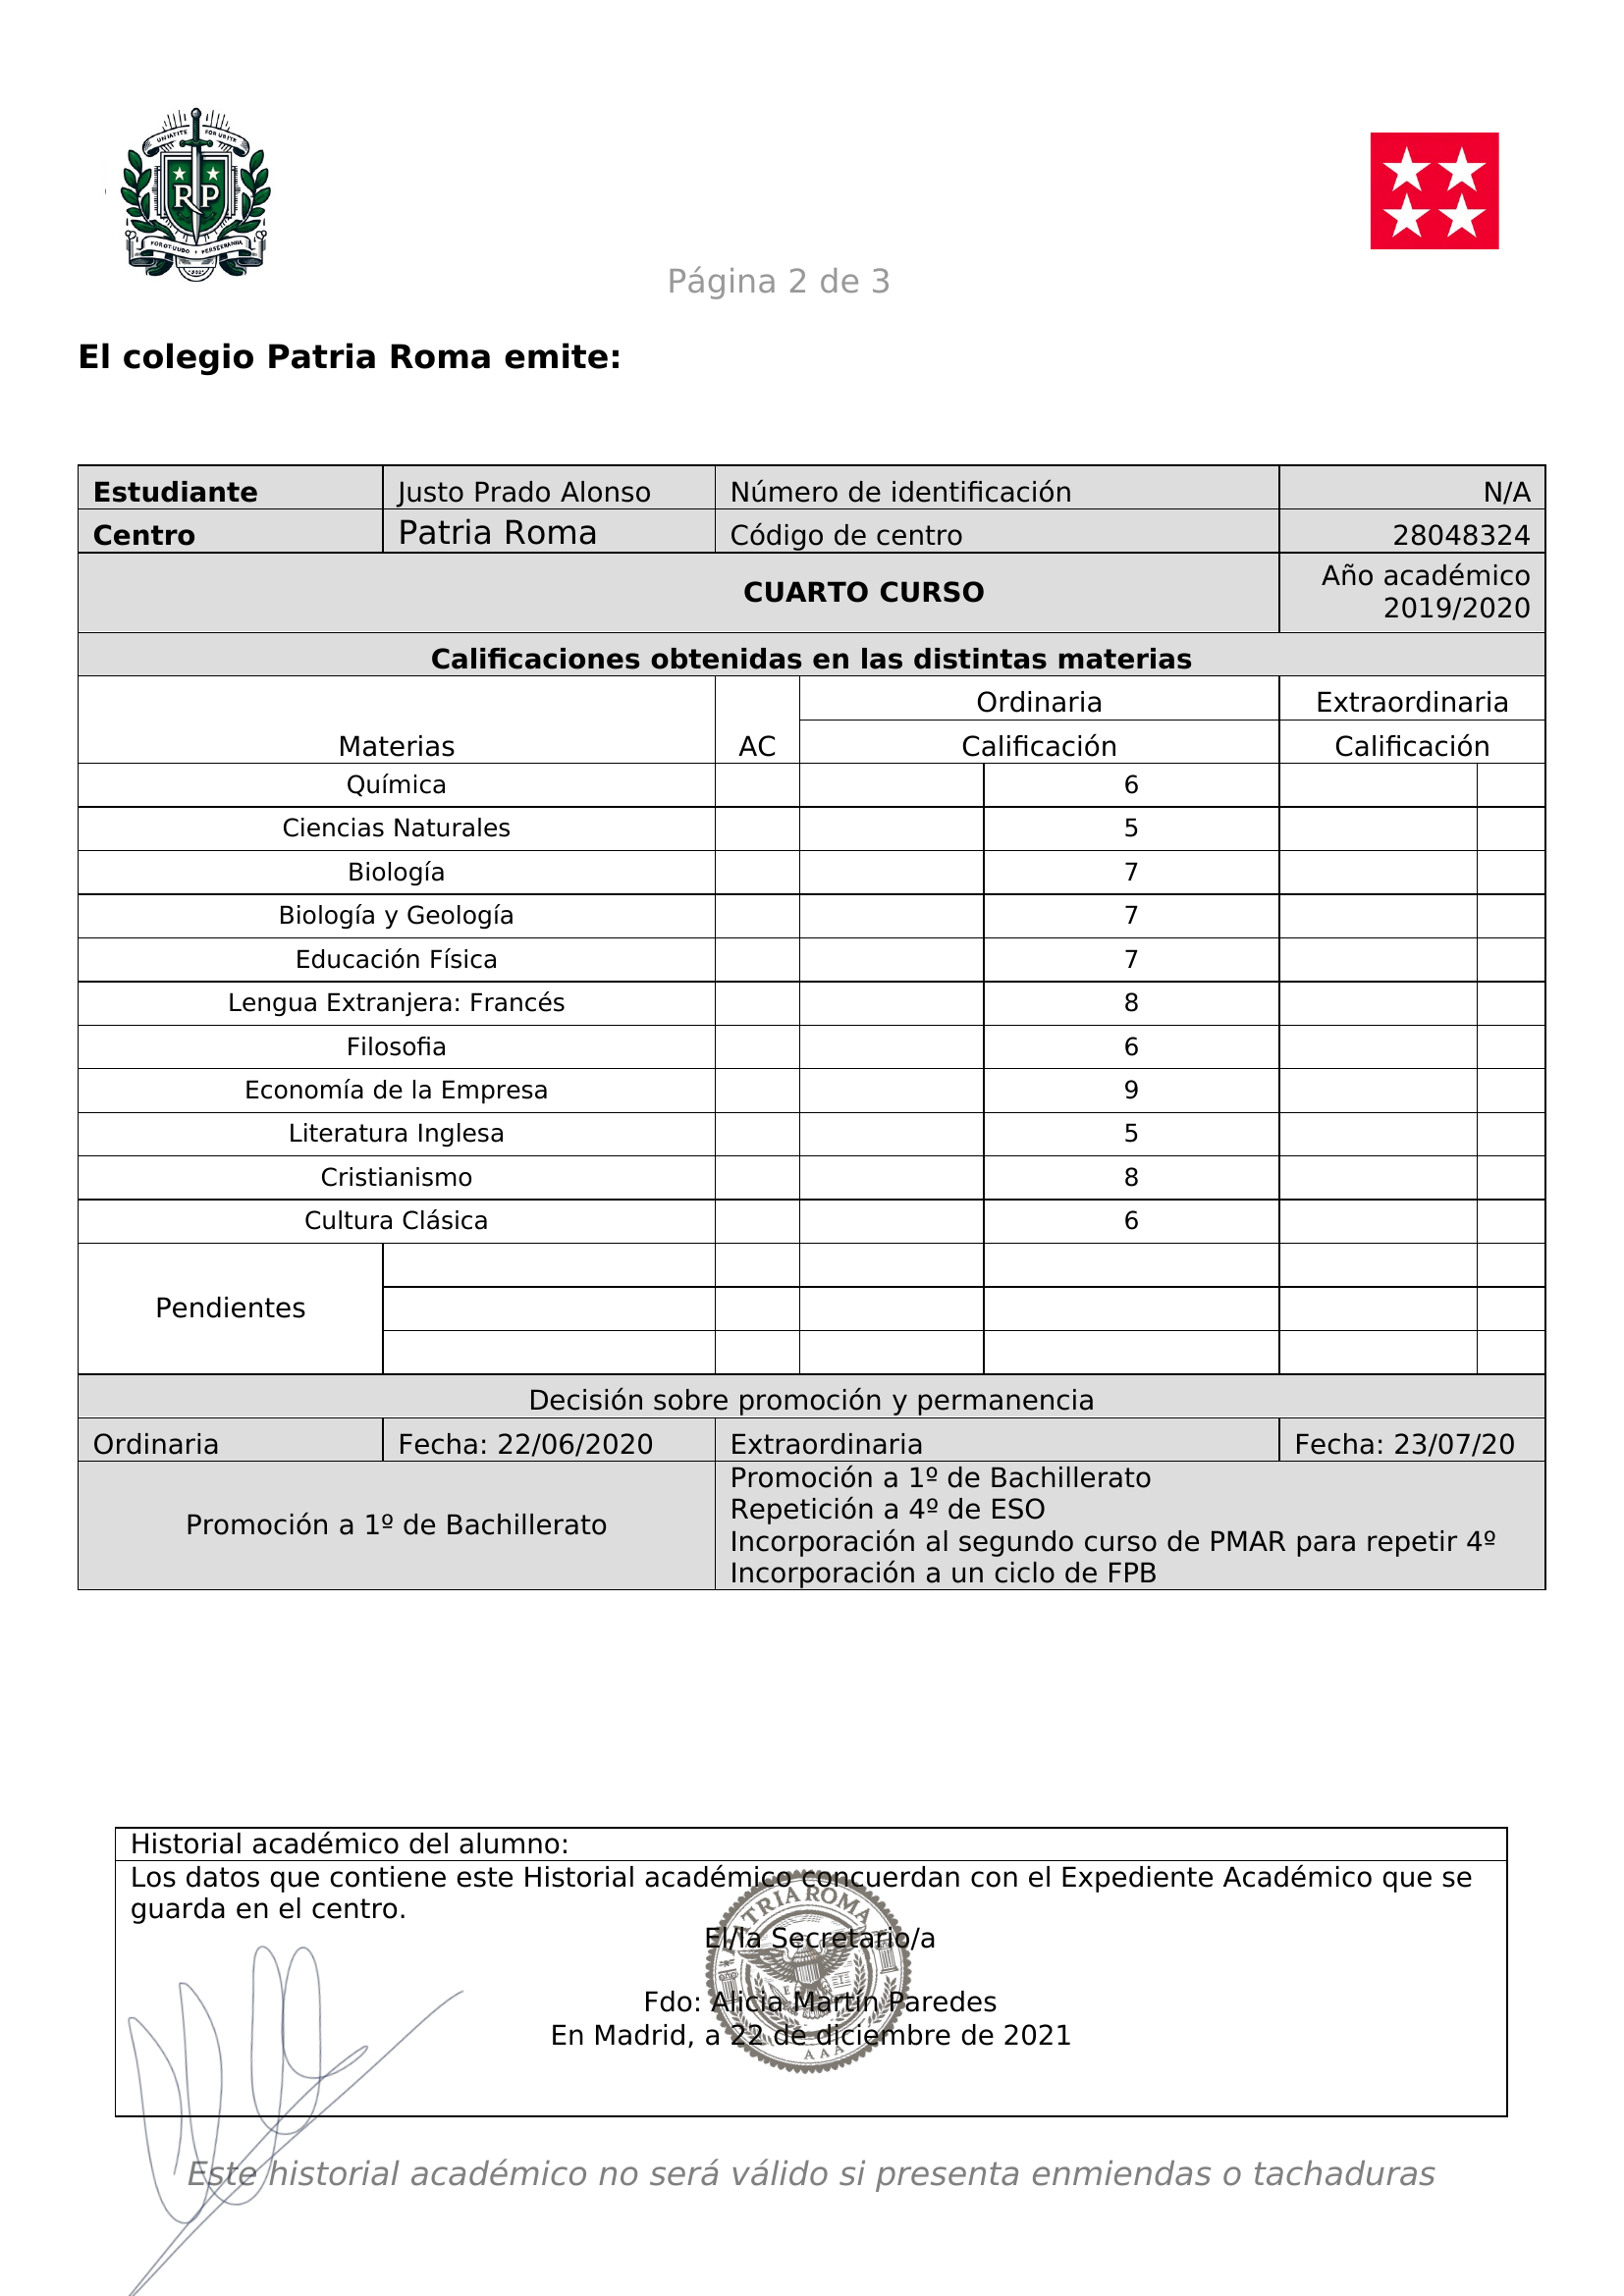 R P
Página 2 de 3
El colegio Patria Roma emite:
Estudiante Justo Prado Alonso Número de identificación N/A
Centro Patria Roma Código de centro 28048324
CUARTO CURSO Año académico 2019/2020
Calificaciones obtenidas en las distintas materias
Materias AC Ordinaria Extraordinaria
Calificación Calificación
Química 6
Ciencias Naturales 5
Biología 7
Biología y Geología 7
Educación Física 7
Lengua Extranjera: Francés 8
Filosofia 6
Economía de la Empresa 9
Literatura Inglesa 5
Cristianismo 8
Cultura Clásica 6
Pendientes
Decisión sobre promoción y permanencia
Ordinaria Fecha: 22/06/2020 Extraordinaria Fecha: 23/07/20
Promoción a 1º de Bachillerato
Promoción a 1º de Bachillerato
Repetición a 4º de ESO
Incorporación al segundo curso de PMAR para repetir 4º
Incorporación a un ciclo de FPB
Historial académico del alumno:
Los datos que contiene este Historial académico concuerdan con el Expediente Académico que se
guarda en el centro.
PATRIA ROMA
El/la Secretario/a
Fdo: Alicia Martín Paredes
En Madrid, a 22 de diciembre de 2021
AAA
Este historial académico no será válido si presenta enmiendas o tachaduras